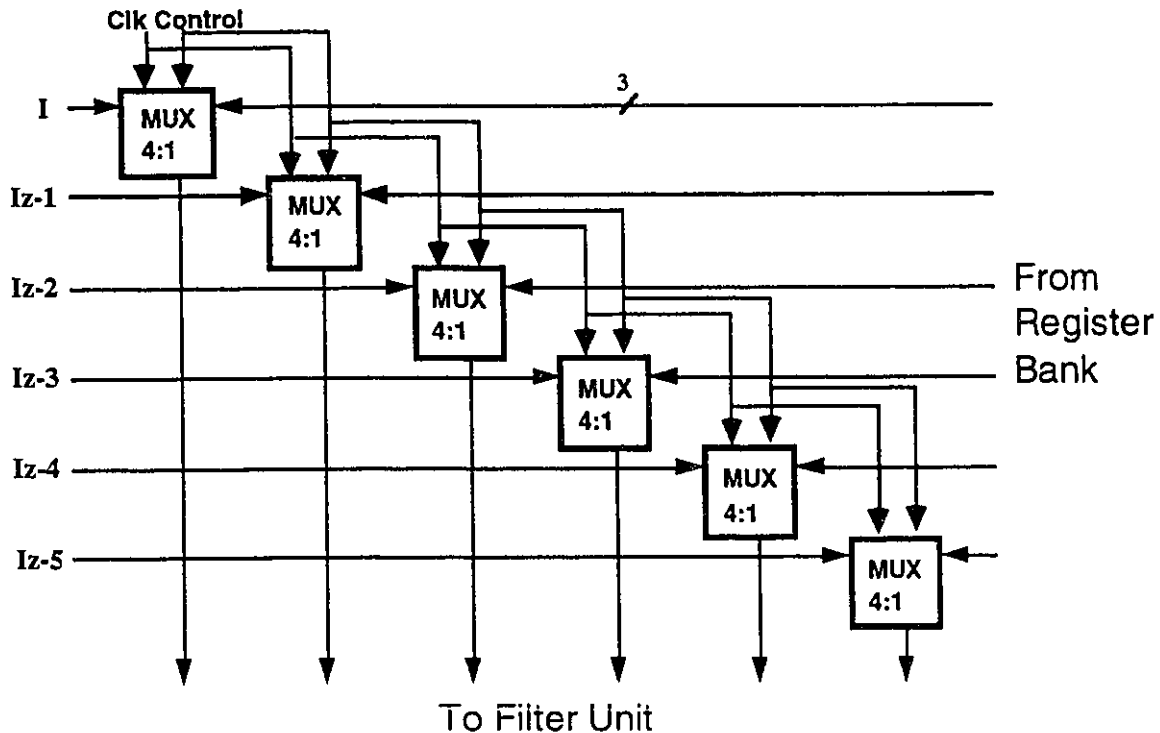 Clk Control
3
I
MUX
4:1
Iz-1
MUX
4:1
Iz-2
MUX
4:1
From
Register
Bank
Iz-3
MUX
4:1
Iz-4
MUX
4:1
Iz-5
MUX
4:1
To Filter Unit